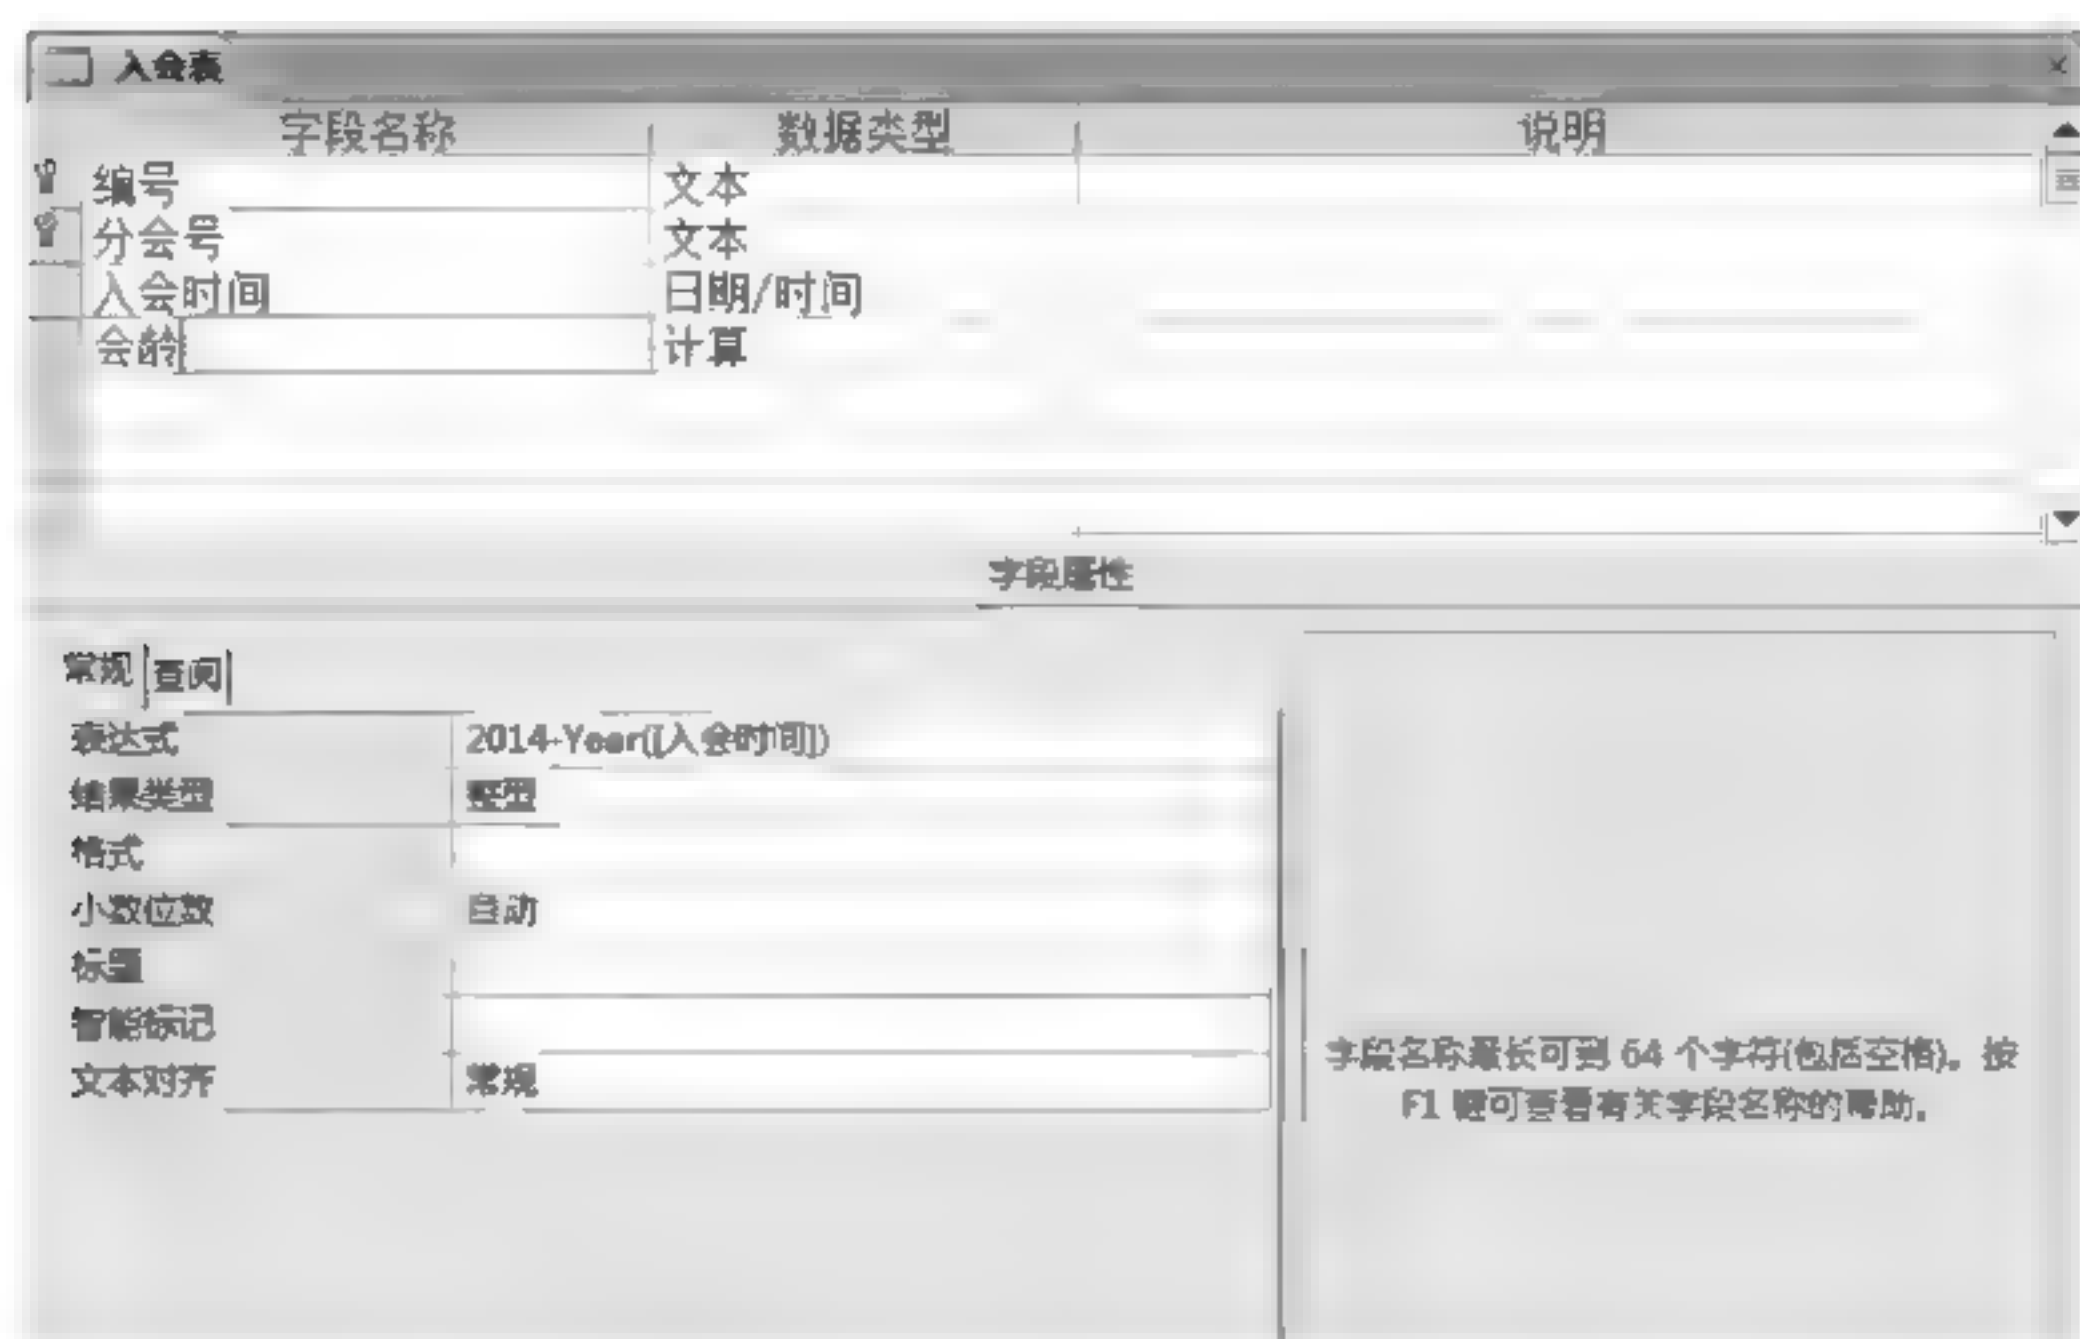 入会表
字段名称 数据类型 说明
编号 文本
分会号 文本
入会时间 日期/时间
会龄 计算
字段属性
常规 查阅
表达式 2014-Year([入会时间])
结果类型 整型
格式
小数位数 自动
标题
智能标记
文本对齐 常规
字段名称最长可到 64 个字符(包括空格)。按
F1 键可查看有关字段名称的帮助。